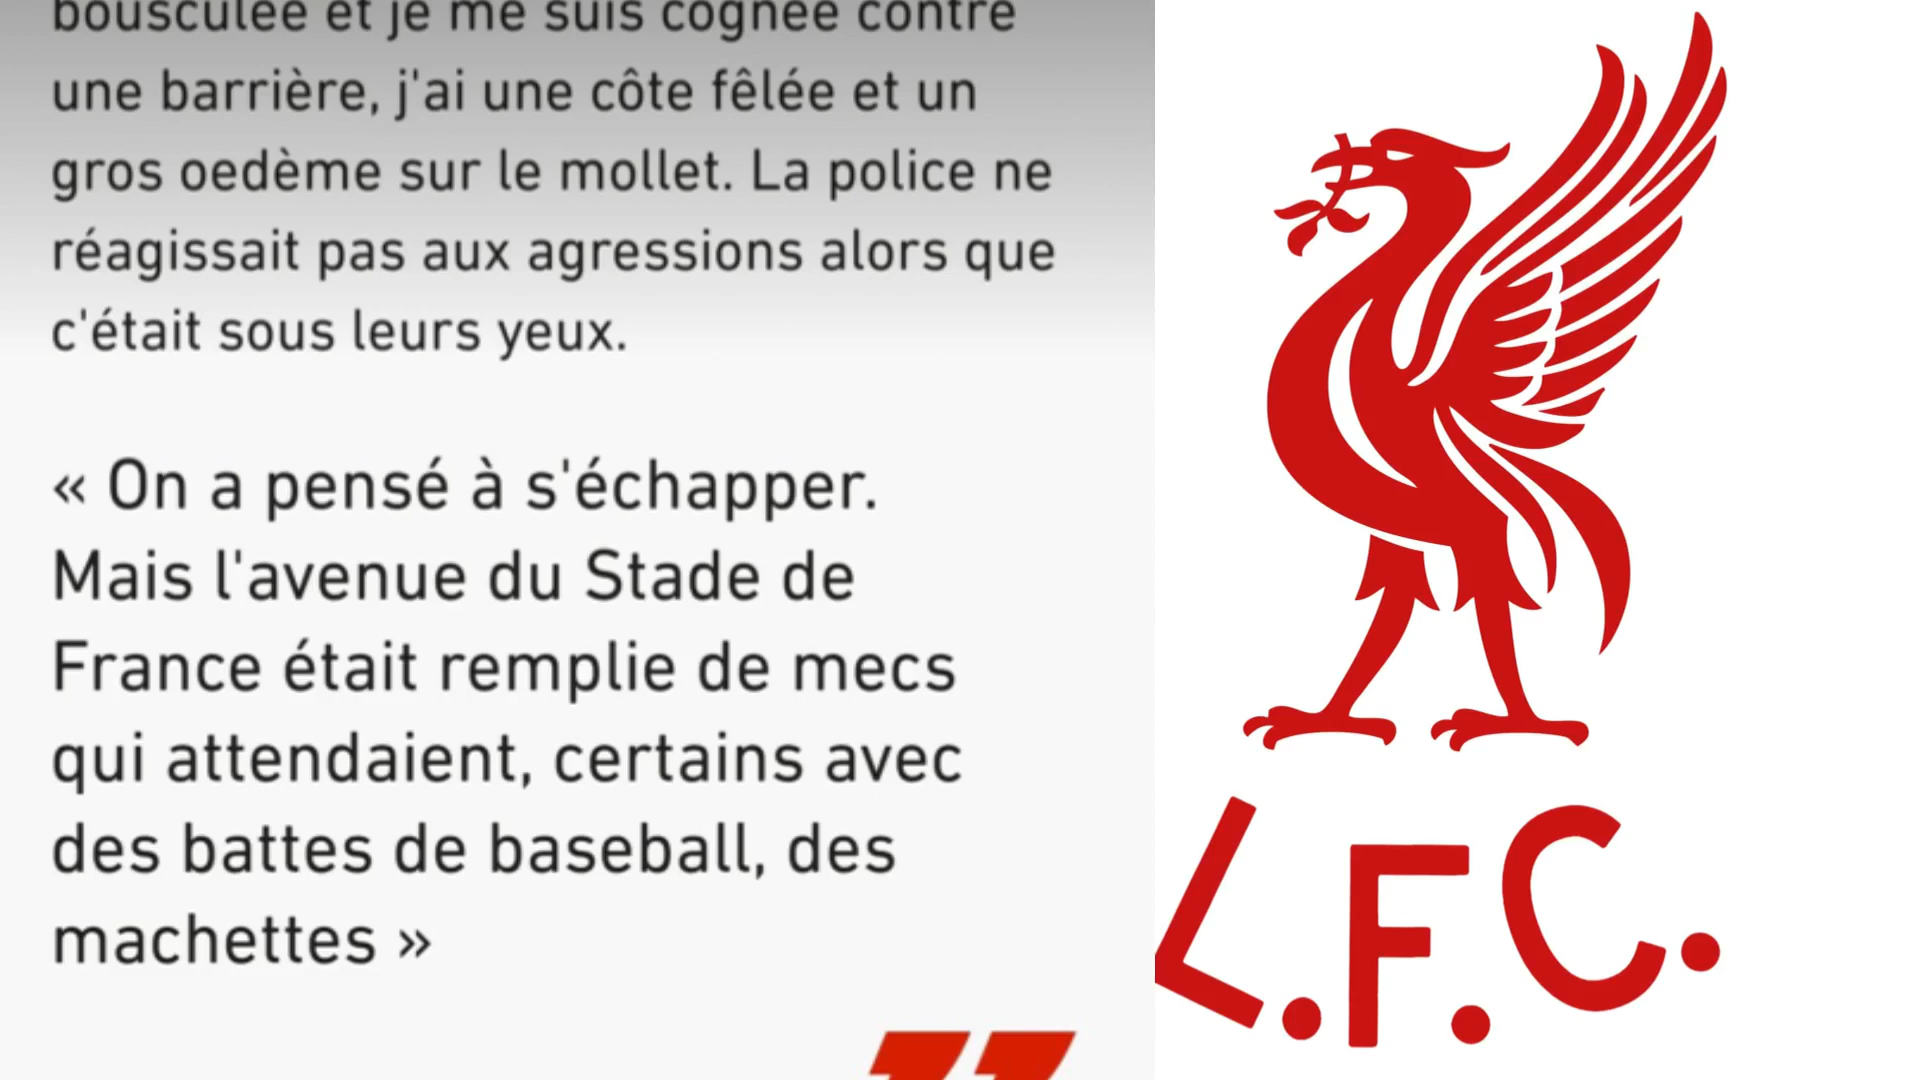 bousculée et je me suis cognée contre
une barrière, j'ai une côte fêlée et un
gros oedème sur le mollet. La police ne
réagissait pas aux agressions alors que
c'était sous leurs yeux.
« On a pensé à s'échapper.
Mais l'avenue du Stade de
France était remplie de mecs
qui attendaient, certains avec
des battes de baseball, des
machettes »
L.F.C.